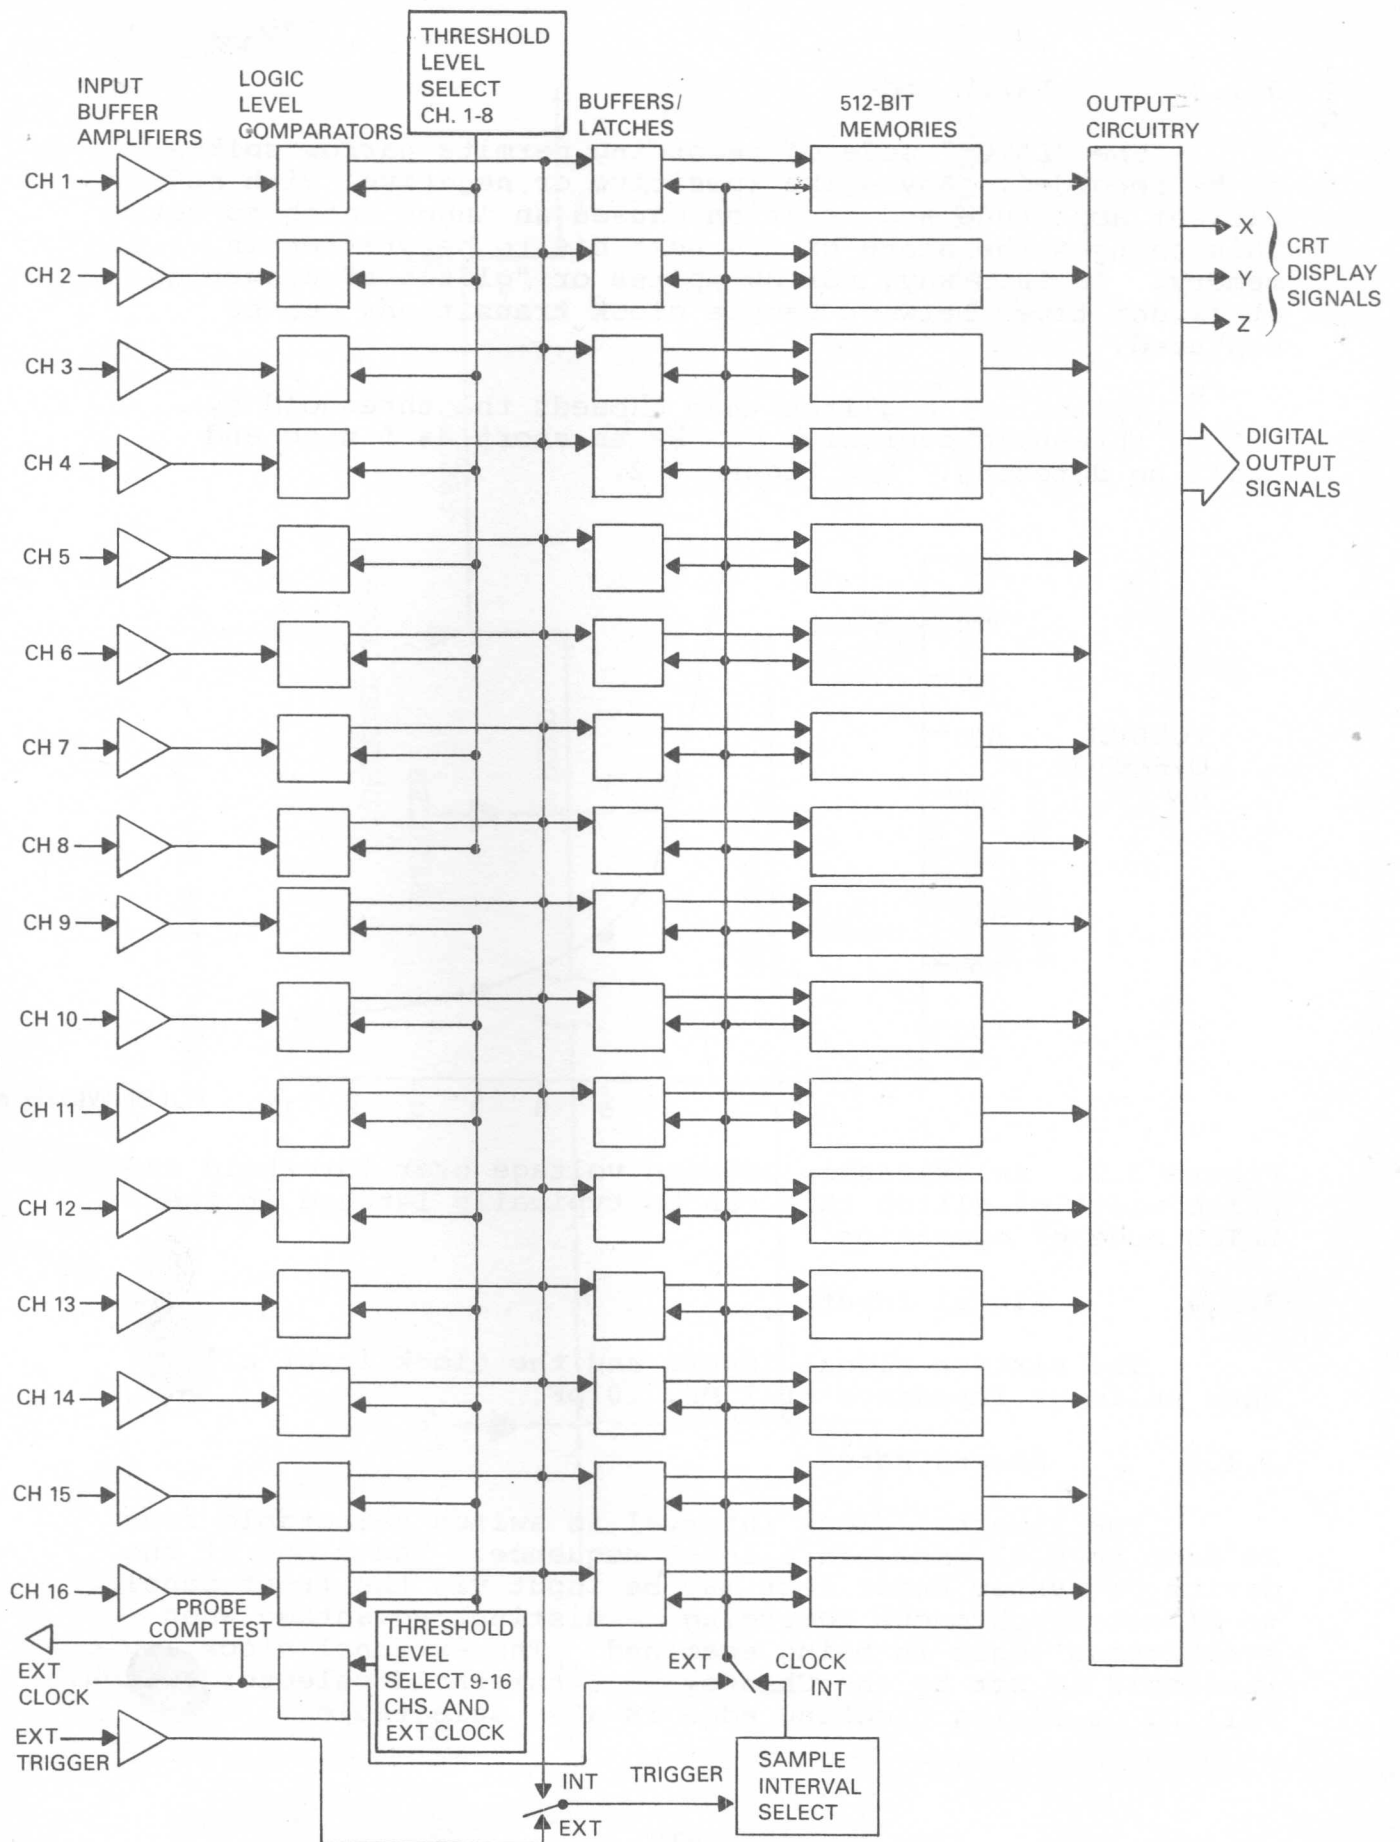 THRESHOLD
LEVEL
SELECT
CH. 1-8
INPUT
BUFFER
AMPLIFIERS
LOGIC
LEVEL
COMPARATORS
BUFFERS/
LATCHES
512-BIT
MEMORIES
OUTPUT
CIRCUITRY
CH 1
CH 2
CH 3
CH 4
CH 5
CH 6
CH 7
CH 8
CH 9
CH 10
CH 11
CH 12
CH 13
CH 14
CH 15
CH 16
X
Y
Z
CRT
DISPLAY
SIGNALS
DIGITAL
OUTPUT
SIGNALS
PROBE
COMP TEST
EXT
CLOCK
EXT
TRIGGER
THRESHOLD
LEVEL
SELECT 9-16
CHS. AND
EXT CLOCK
EXT
CLOCK
INT
INT
TRIGGER
EXT
SAMPLE
INTERVAL
SELECT